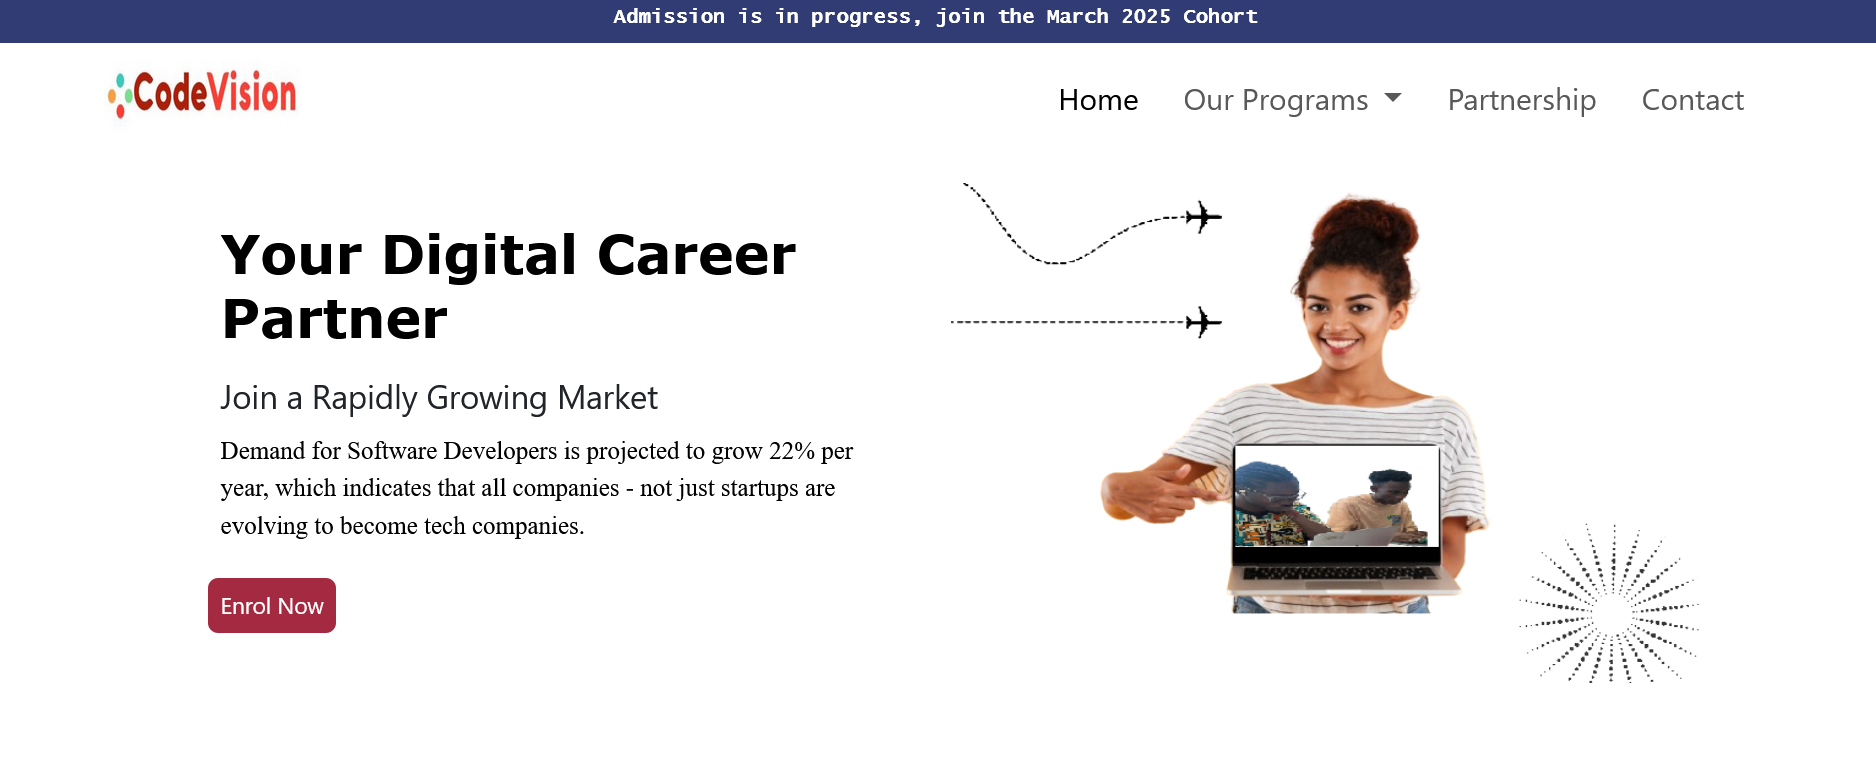 Admission is in progress, join the March 2025 Cohort
CodeVision
Home Our Programs Partnership Contact
Your Digital Career
Partner
Join a Rapidly Growing Market
Demand for Software Developers is projected to grow 22% per
year, which indicates that all companies - not just startups are
evolving to become tech companies.
Enrol Now